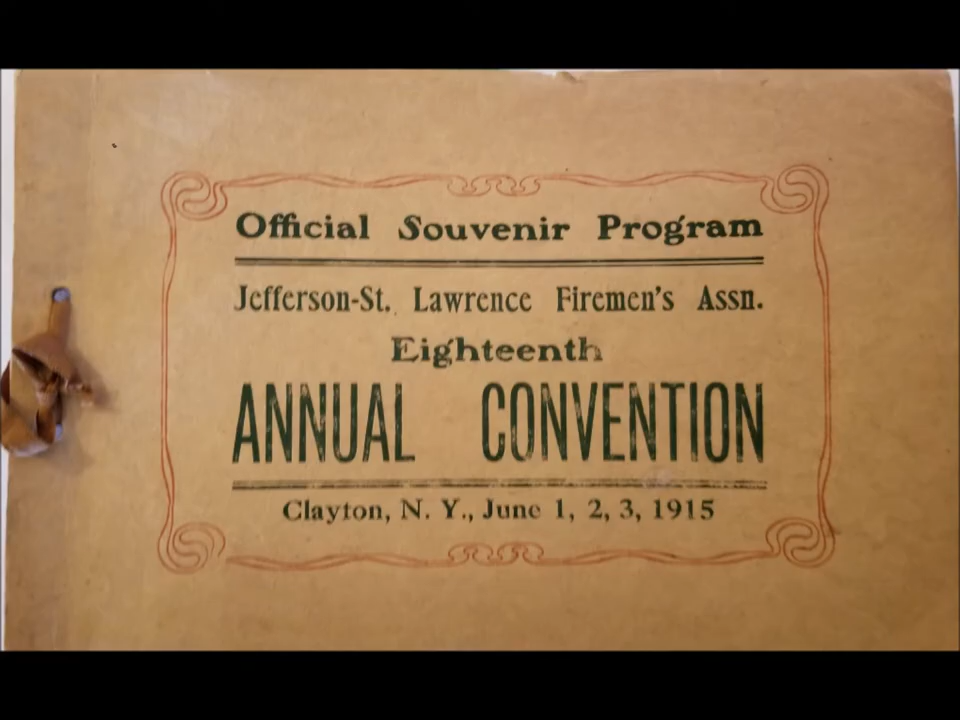 Official Souvenir Program
Jefferson-St. Lawrence Firemen's Assn.
Eighteenth
ANNUAL CONVENTION
Clayton, N. Y., June 1, 2, 3, 1915